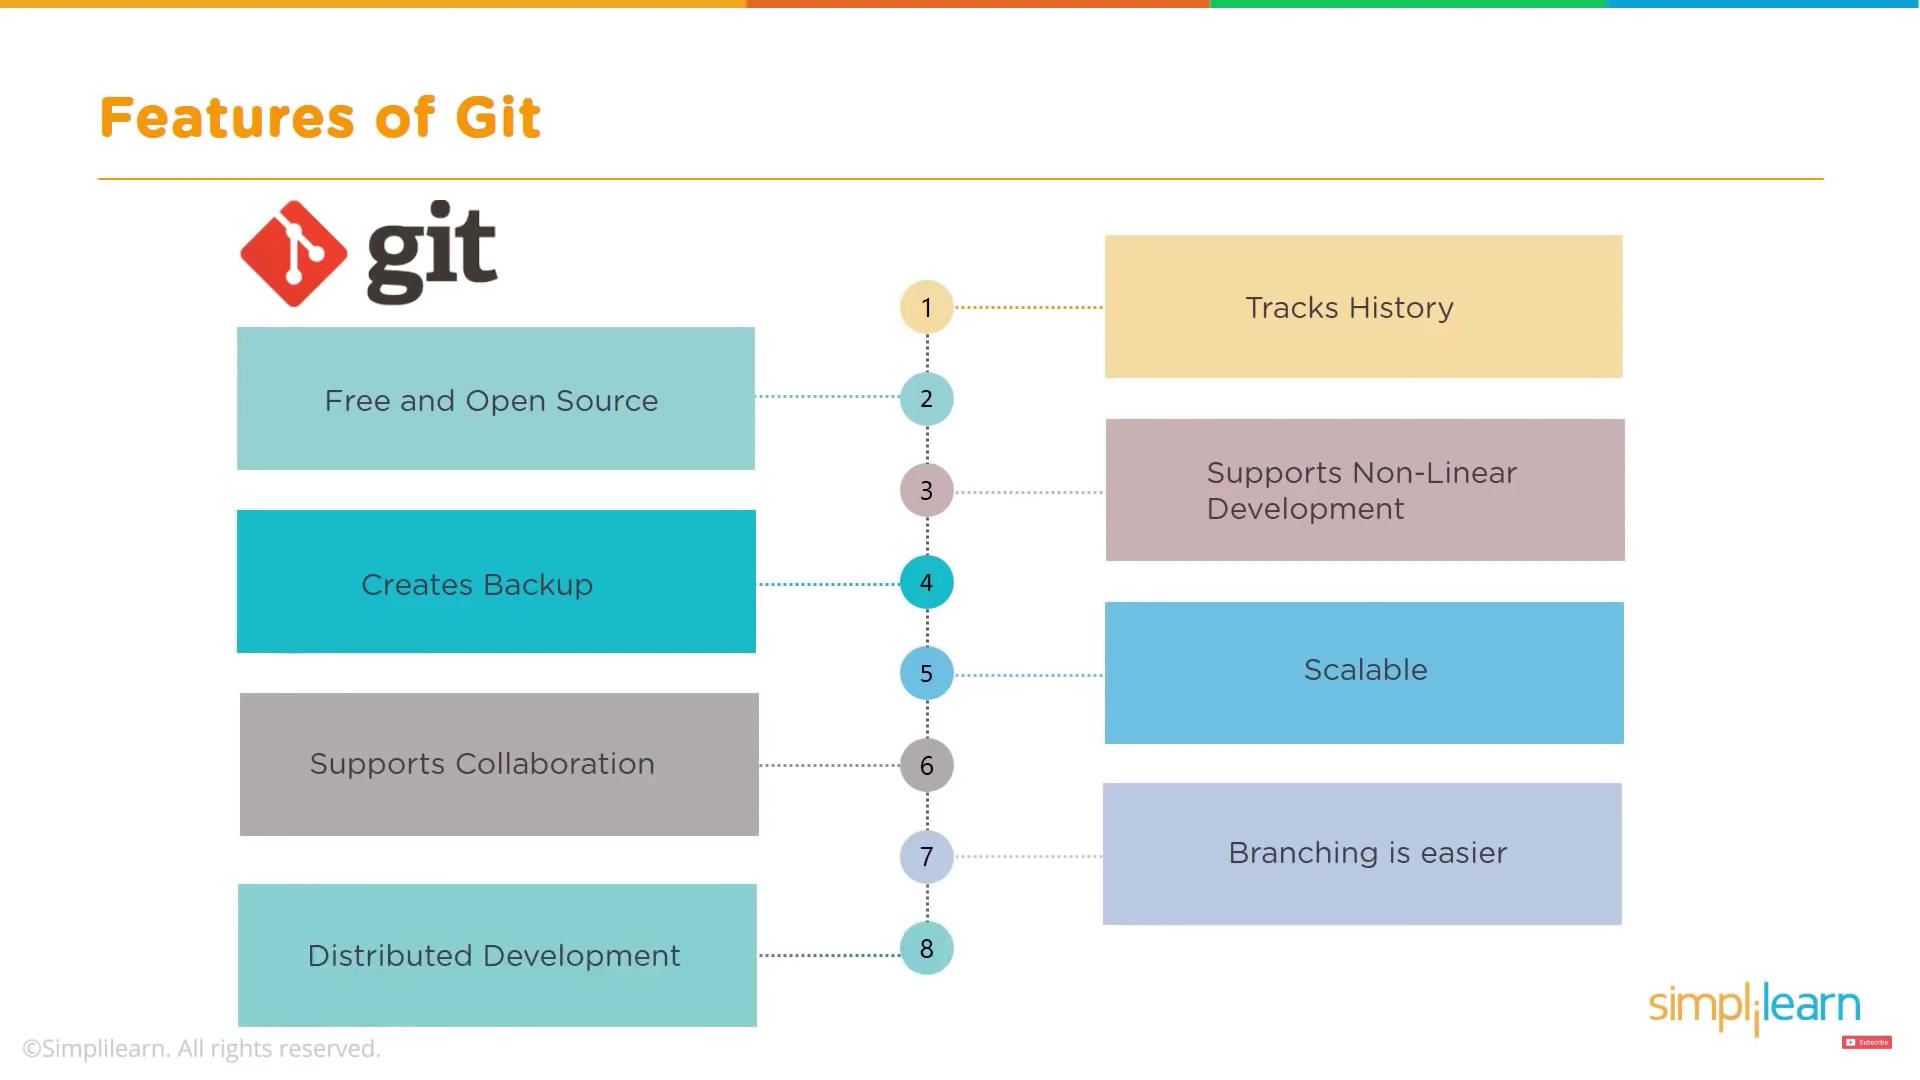 Features of Git
git
1
Tracks History
Free and Open Source
2
3
Supports Non-Linear
Development
Creates Backup
4
5
Scalable
Supports Collaboration
6
7
Branching is easier
Distributed Development
8
simplilearn
Subscribe
©Simplilearn. All rights reserved.